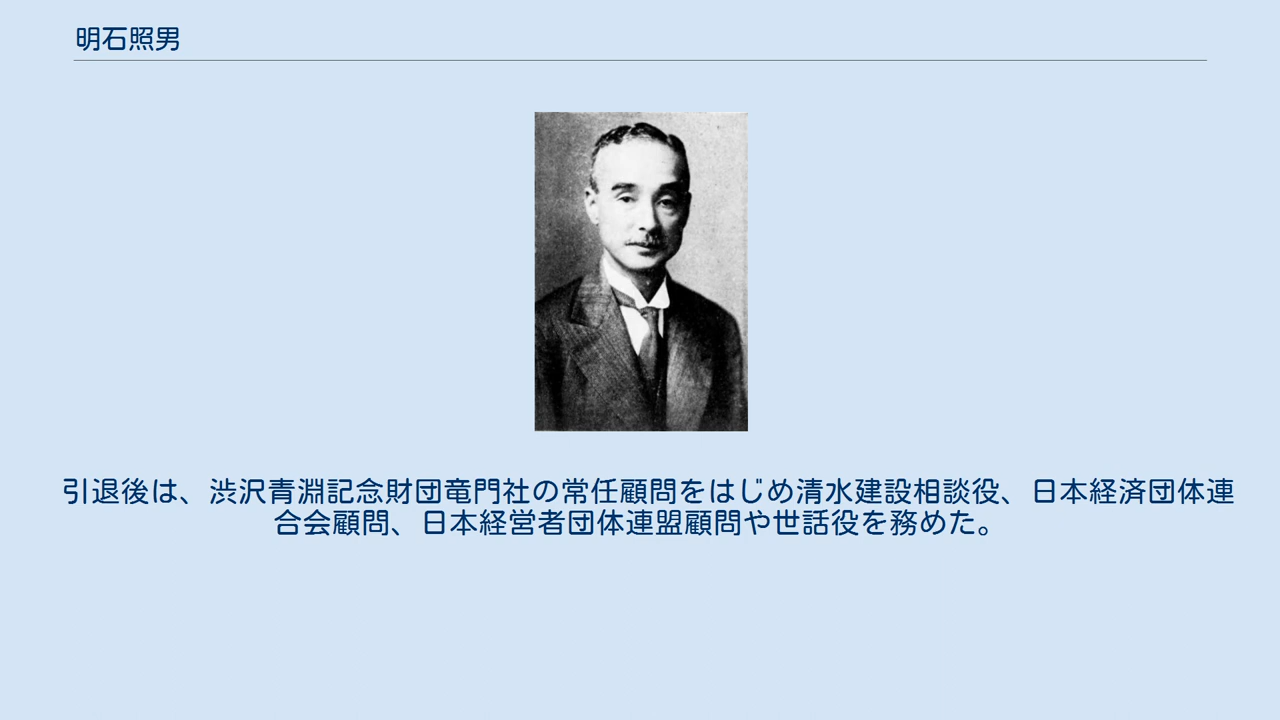 明石照男
引退後は、渋沢青淵記念財団竜門社の常任顧問をはじめ清水建設相談役、日本経済団体連
合会顧問、日本経営者団体連盟顧問や世話役を務めた。